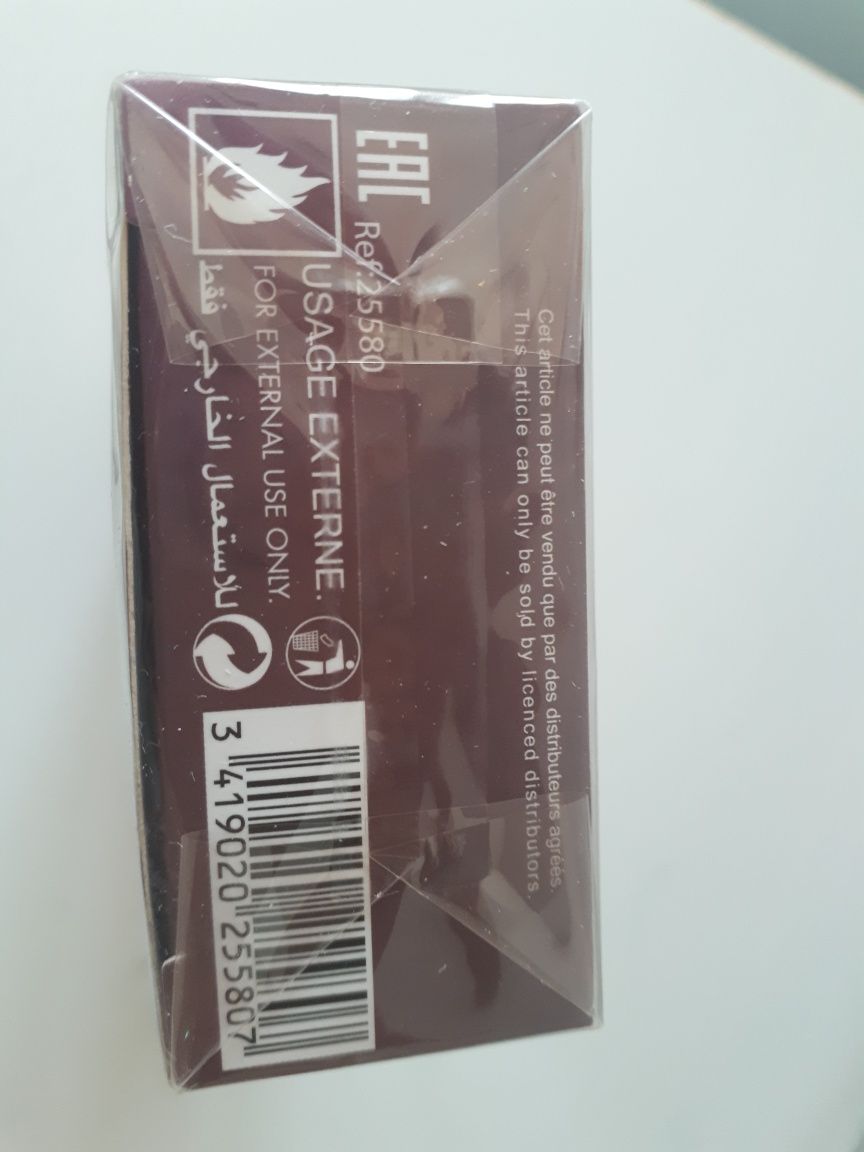 Cet article ne peut être vendu que par des distributeurs agréés.
This article can only be sold by licenced distributors.
EAC
Ref.25580
USAGE EXTERNE.
FOR EXTERNAL USE ONLY.
للاستعمال الخارجي فقط
3 419020 255807